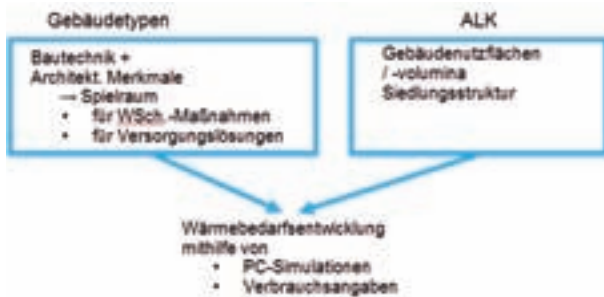 Gebäudetypen
Bautechnik +
Architekt. Merkmale
→ Spielraum
• für WSch.-Maßnahmen
• für Versorgungslösungen
ALK
Gebäudenutzflächen
/ -volumina
Siedlungsstruktur
Wärmebedarfsentwicklung
mithilfe von
• PC-Simulationen
• Verbrauchsangaben